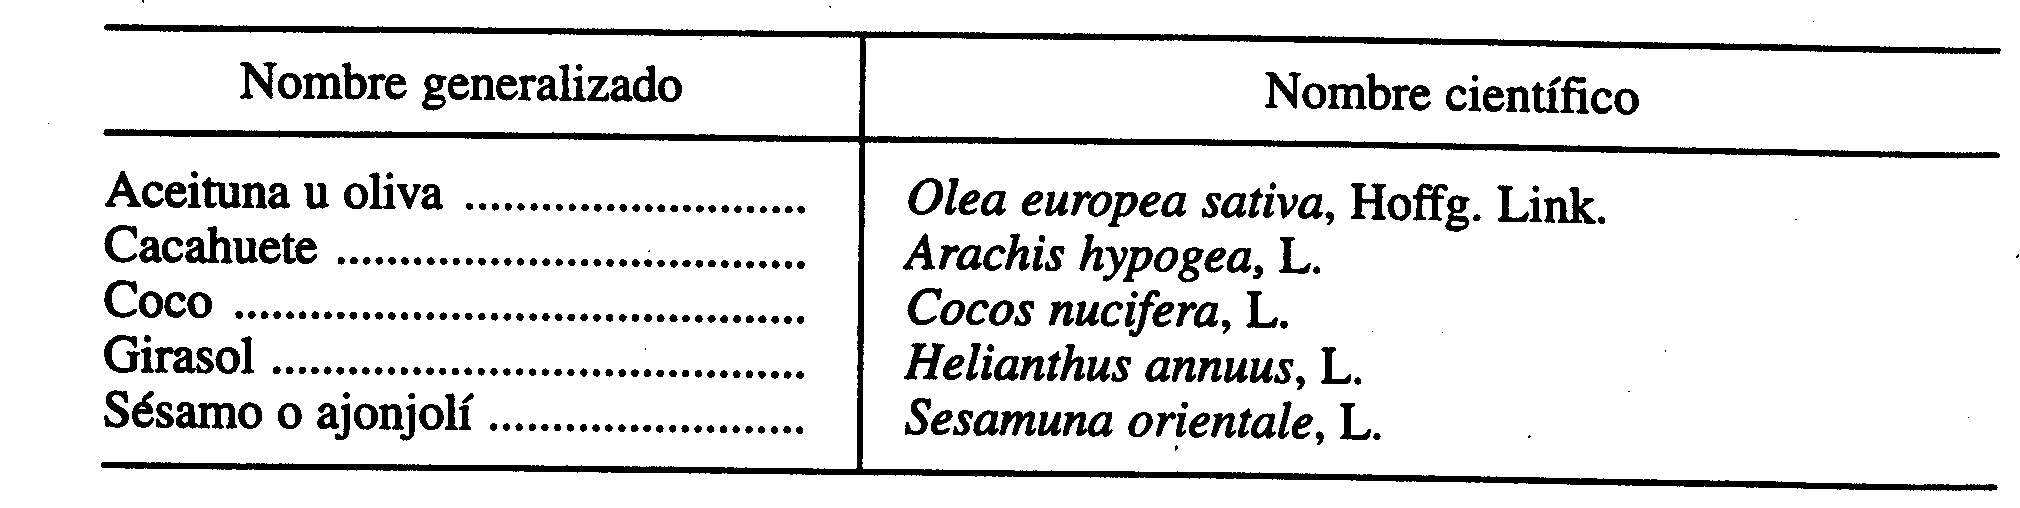 Nombre generalizado Nombre científico
Aceituna u oliva ........................... Olea europea sativa, Hoffg. Link.
Cacahuete ..................................... Arachis hypogea, L.
Coco ............................................. Cocos nucifera, L.
Girasol .......................................... Helianthus annuus, L.
Sésamo o ajonjolí ......................... Sesamuna orientale, L.